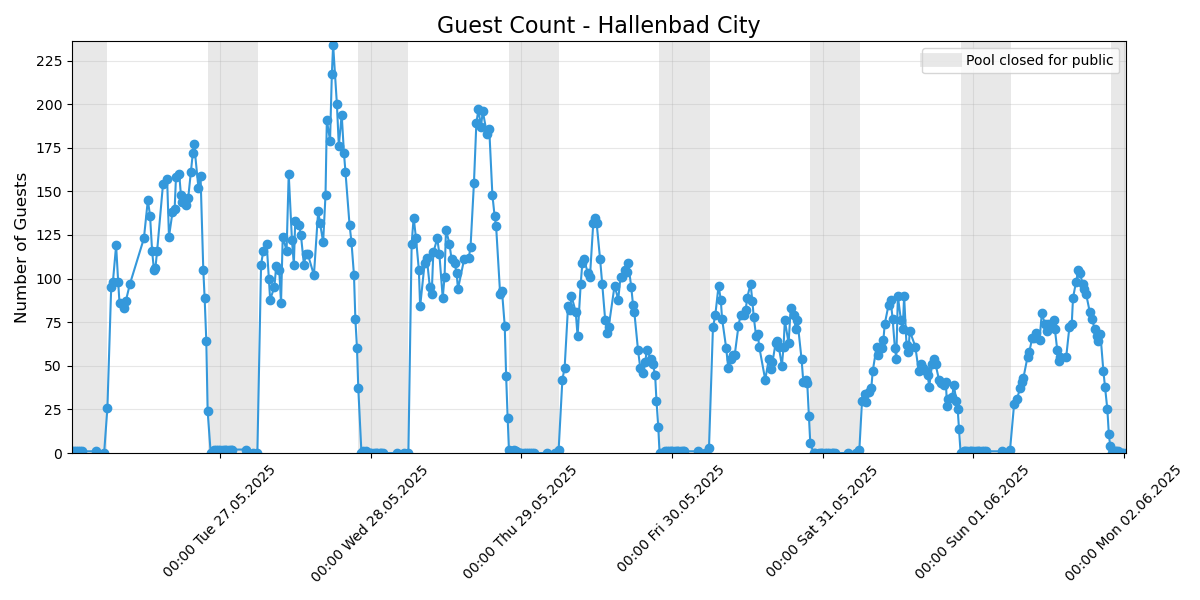 Guest Count - Hallenbad City
Pool closed for public
Number of Guests
225
200
175
150
125
100
75
50
25
0
00:00 Tue 27.05.2025
00:00 Wed 28.05.2025
00:00 Thu 29.05.2025
00:00 Fri 30.05.2025
00:00 Sat 31.05.2025
00:00 Sun 01.06.2025
00:00 Mon 02.06.2025